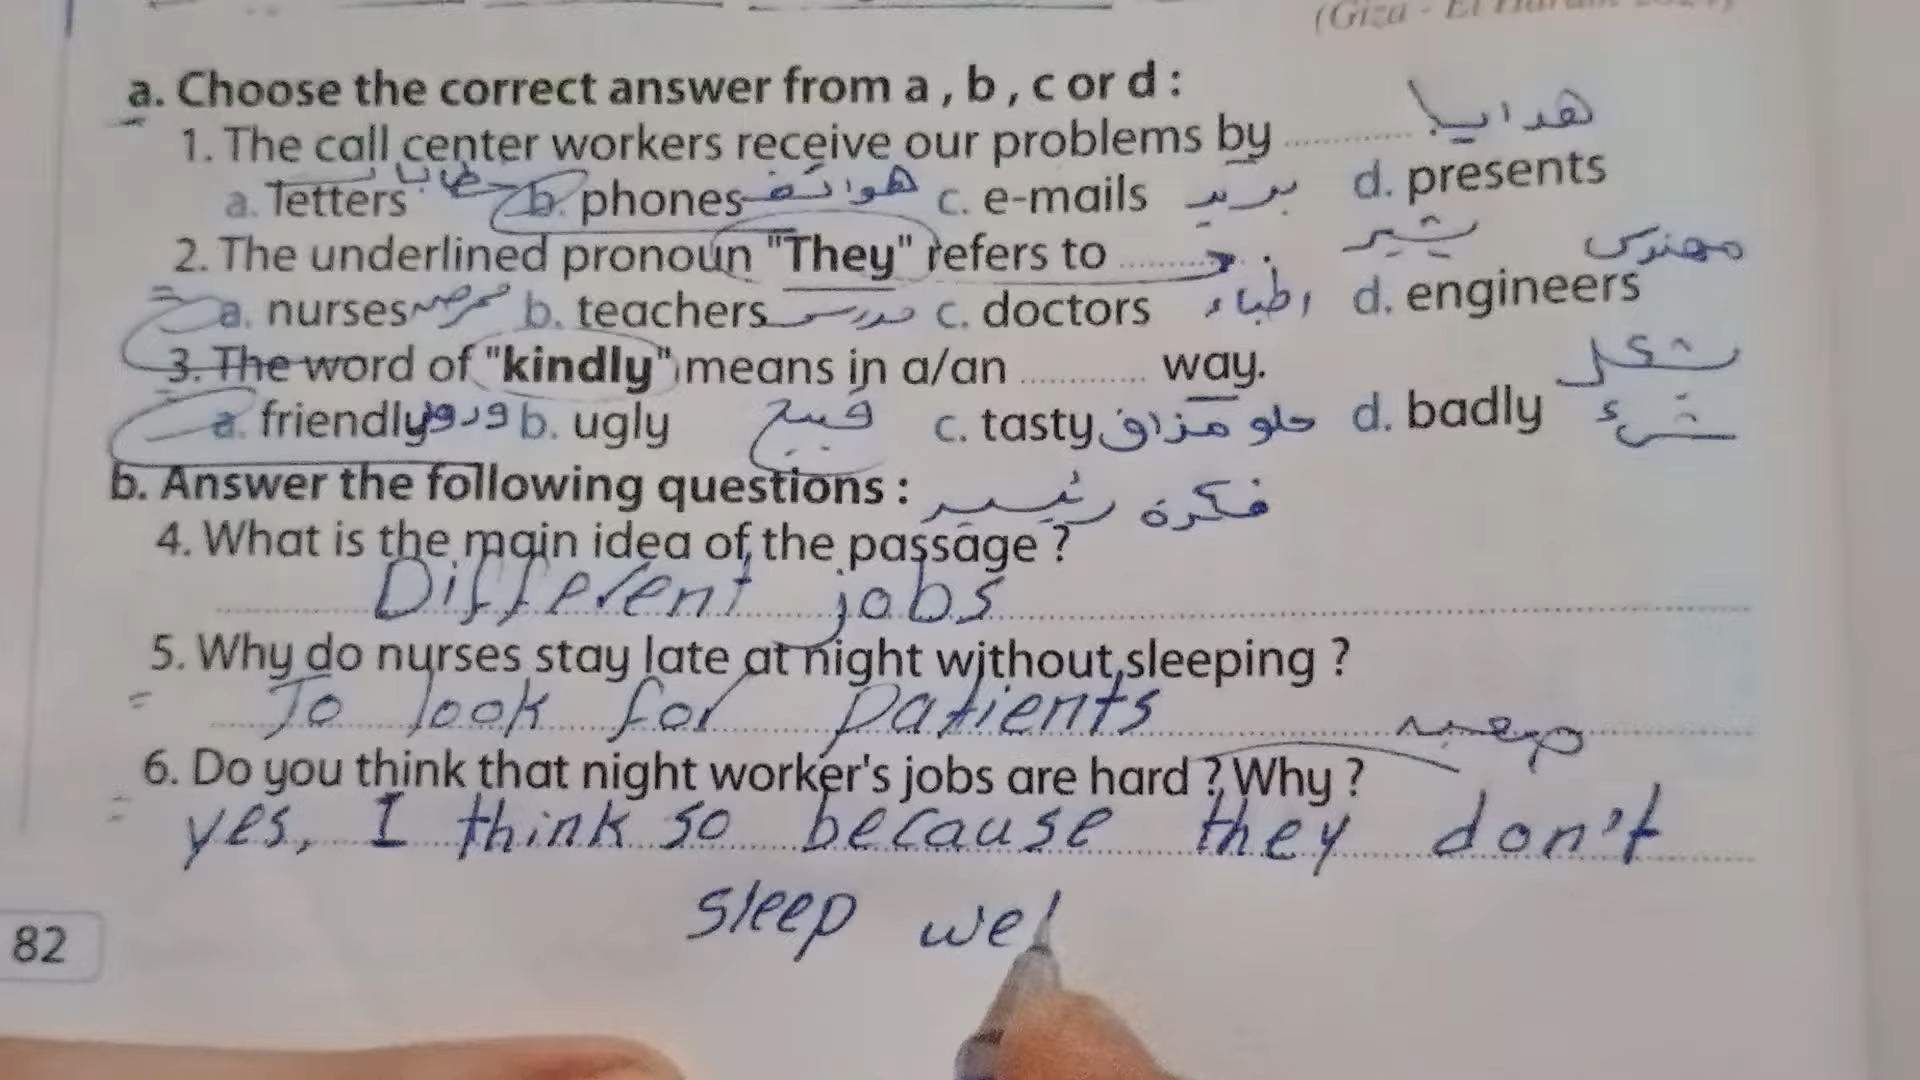 (Giza - El Haram 2024)
a. Choose the correct answer from a , b , c or d :
هدايا
1. The call center workers receive our problems by ............
a. letters خطابات b. phones هواتف c. e-mails بريد d. presents
2. The underlined pronoun "They" refers to ............ يشير مهندس
a. nurses ممرض b. teachers مدرس c. doctors اطباء d. engineers
3. The word of "kindly" means in a/an ............ way. بشكل
a. friendly ودود b. ugly قبيح c. tasty حلو مذاق d. badly
b. Answer the following questions : فكرة رئيسي
4. What is the main idea of the passage ?
Different jobs
5. Why do nurses stay late at night without sleeping ?
To look for patients
6. Do you think that night worker's jobs are hard ? Why ?
yes, I think so because they don't
sleep wel
82